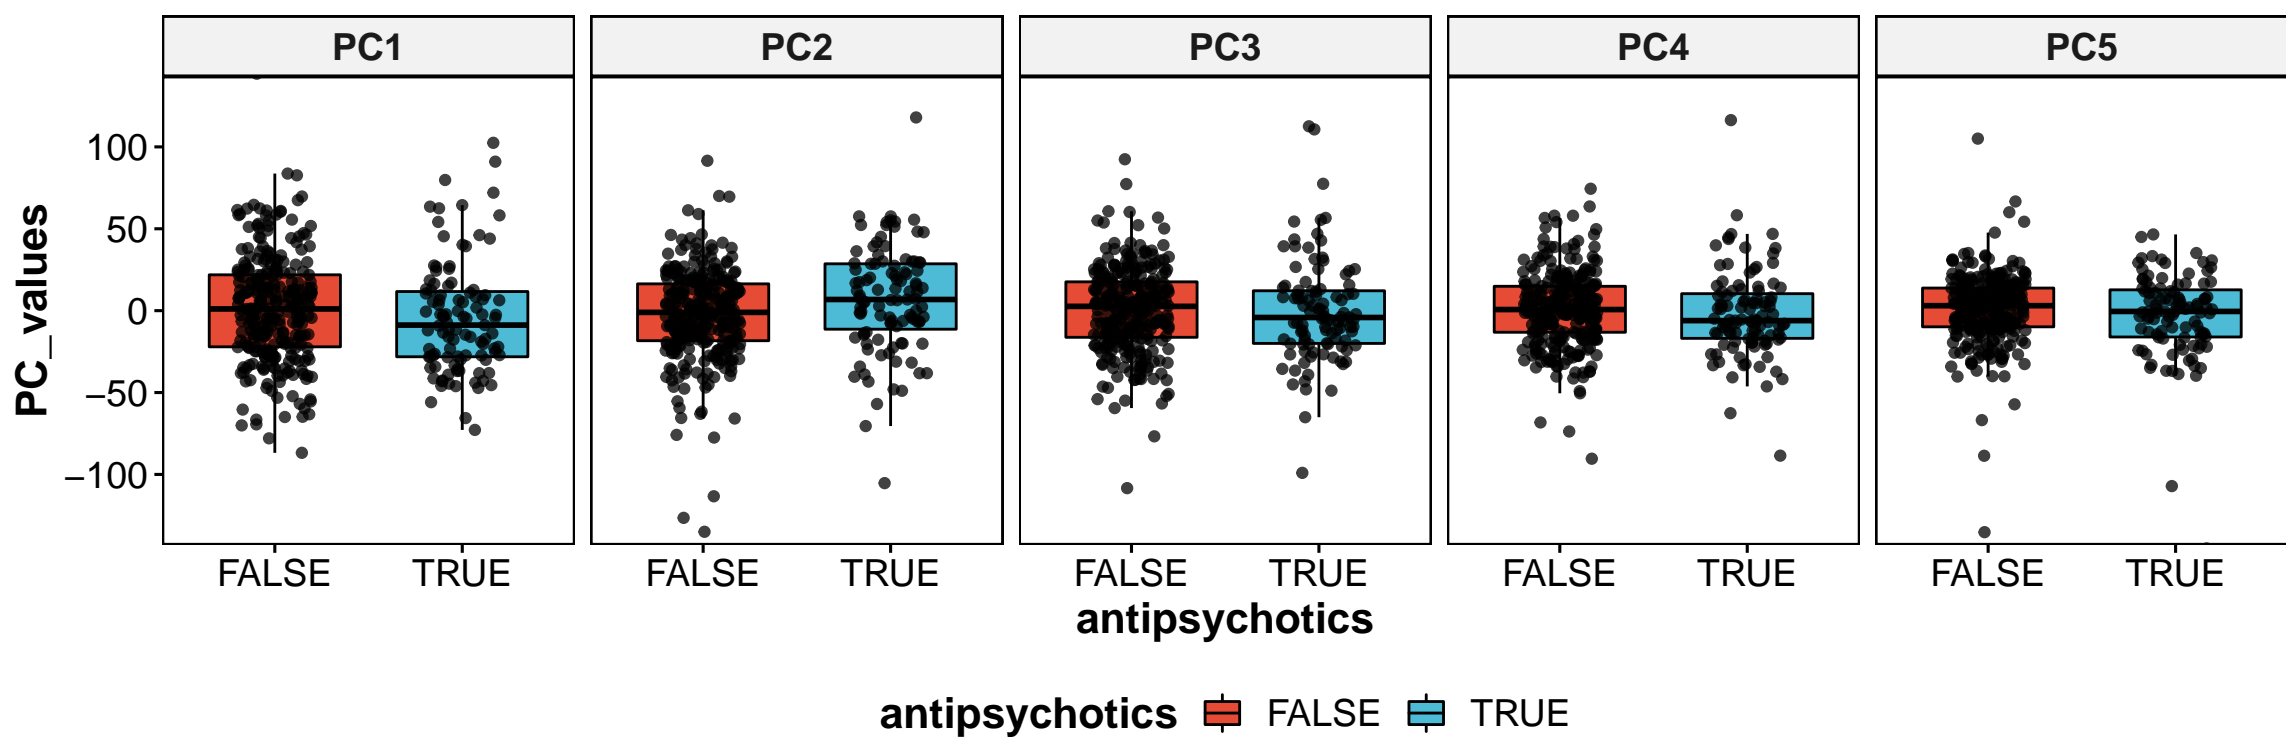 PC1 PC2 PC3 PC4 PC5
PC_values
100
50
0
−50
−100
FALSE TRUE FALSE TRUE FALSE TRUE FALSE TRUE FALSE TRUE
antipsychotics
antipsychotics FALSE TRUE